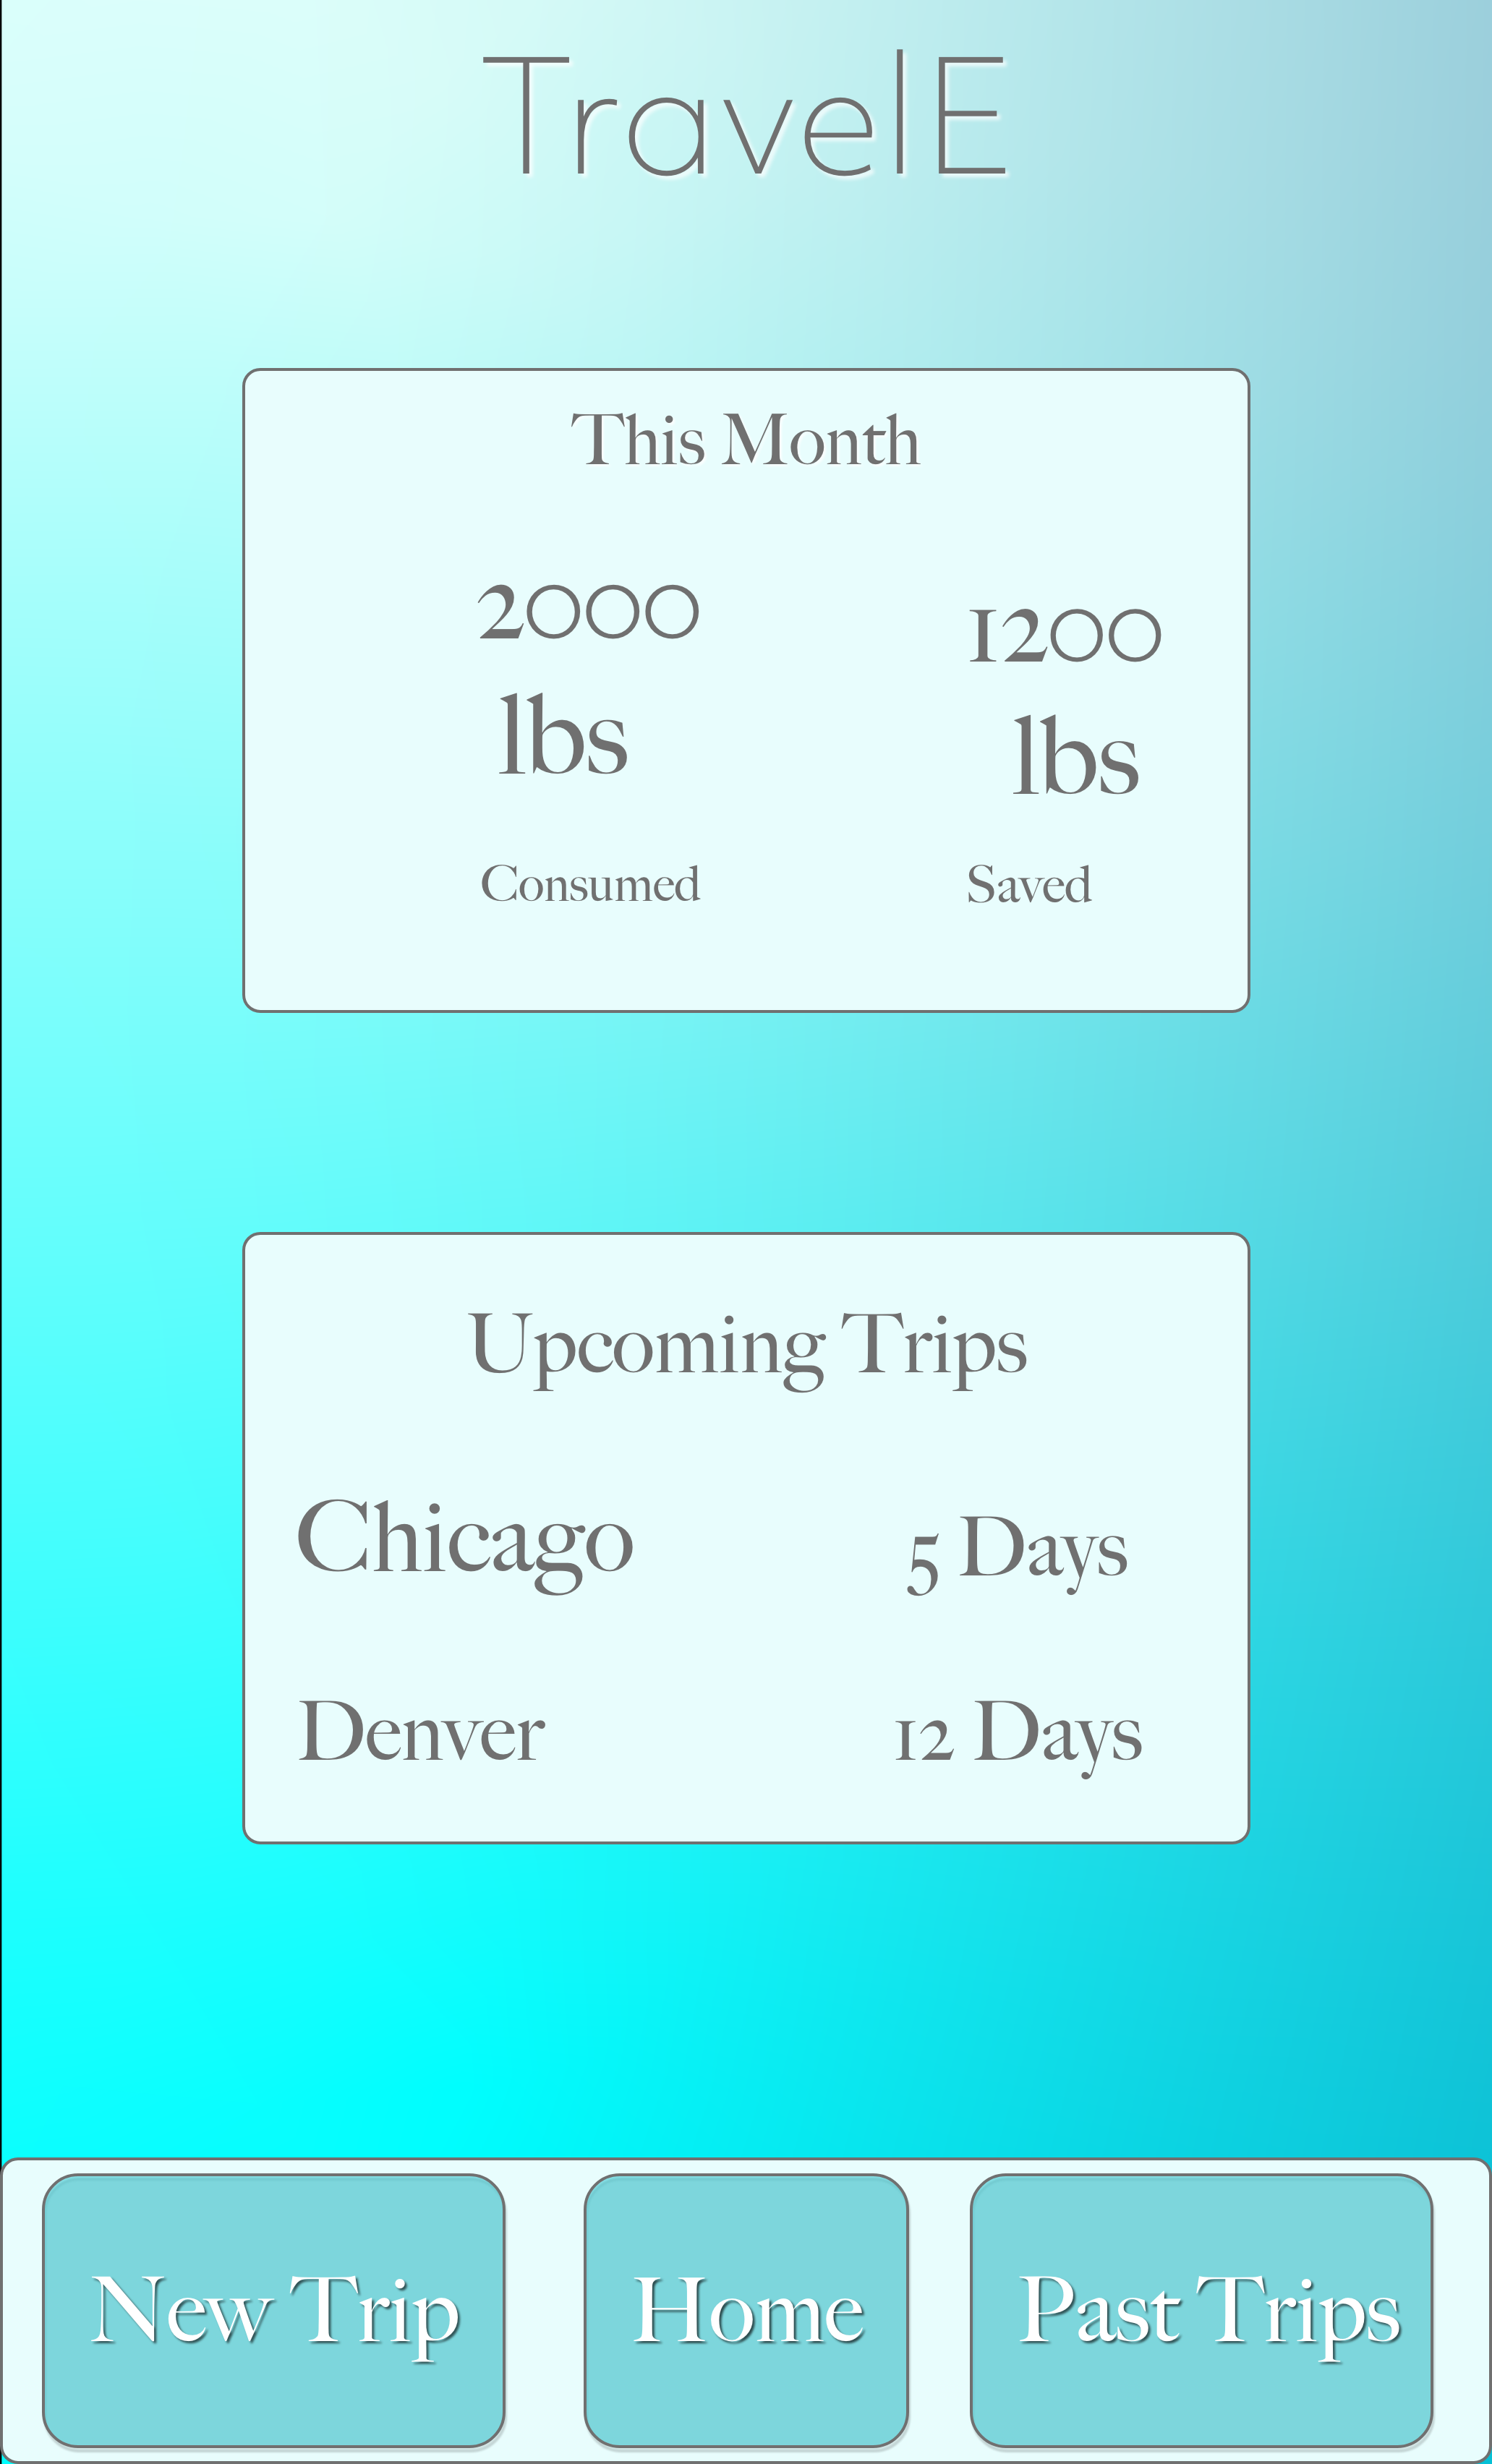 TravelE
This Month
2000 1200
lbs lbs
Consumed Saved
Upcoming Trips
Chicago 5 Days
Denver 12 Days
New Trip Home Past Trips